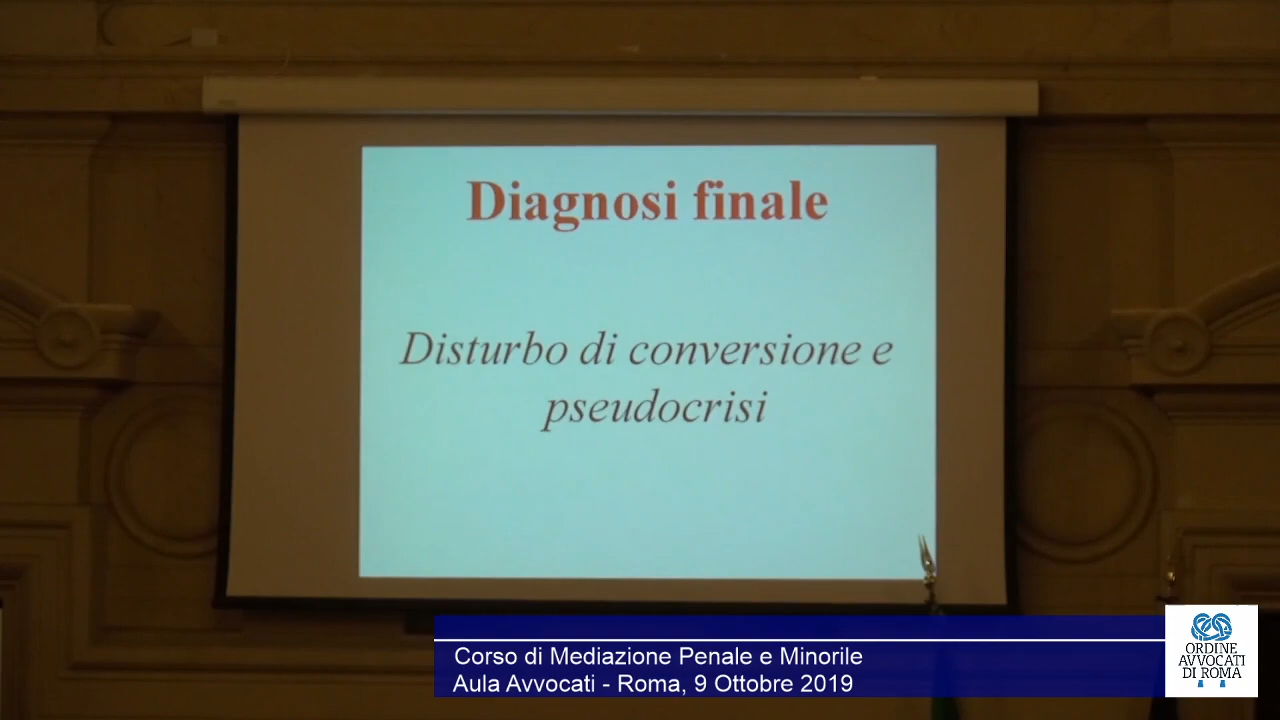 Diagnosi finale
Disturbo di conversione e
pseudocrisi
Corso di Mediazione Penale e Minorile
Aula Avvocati - Roma, 9 Ottobre 2019
ORDINE
AVVOCATI
DI ROMA